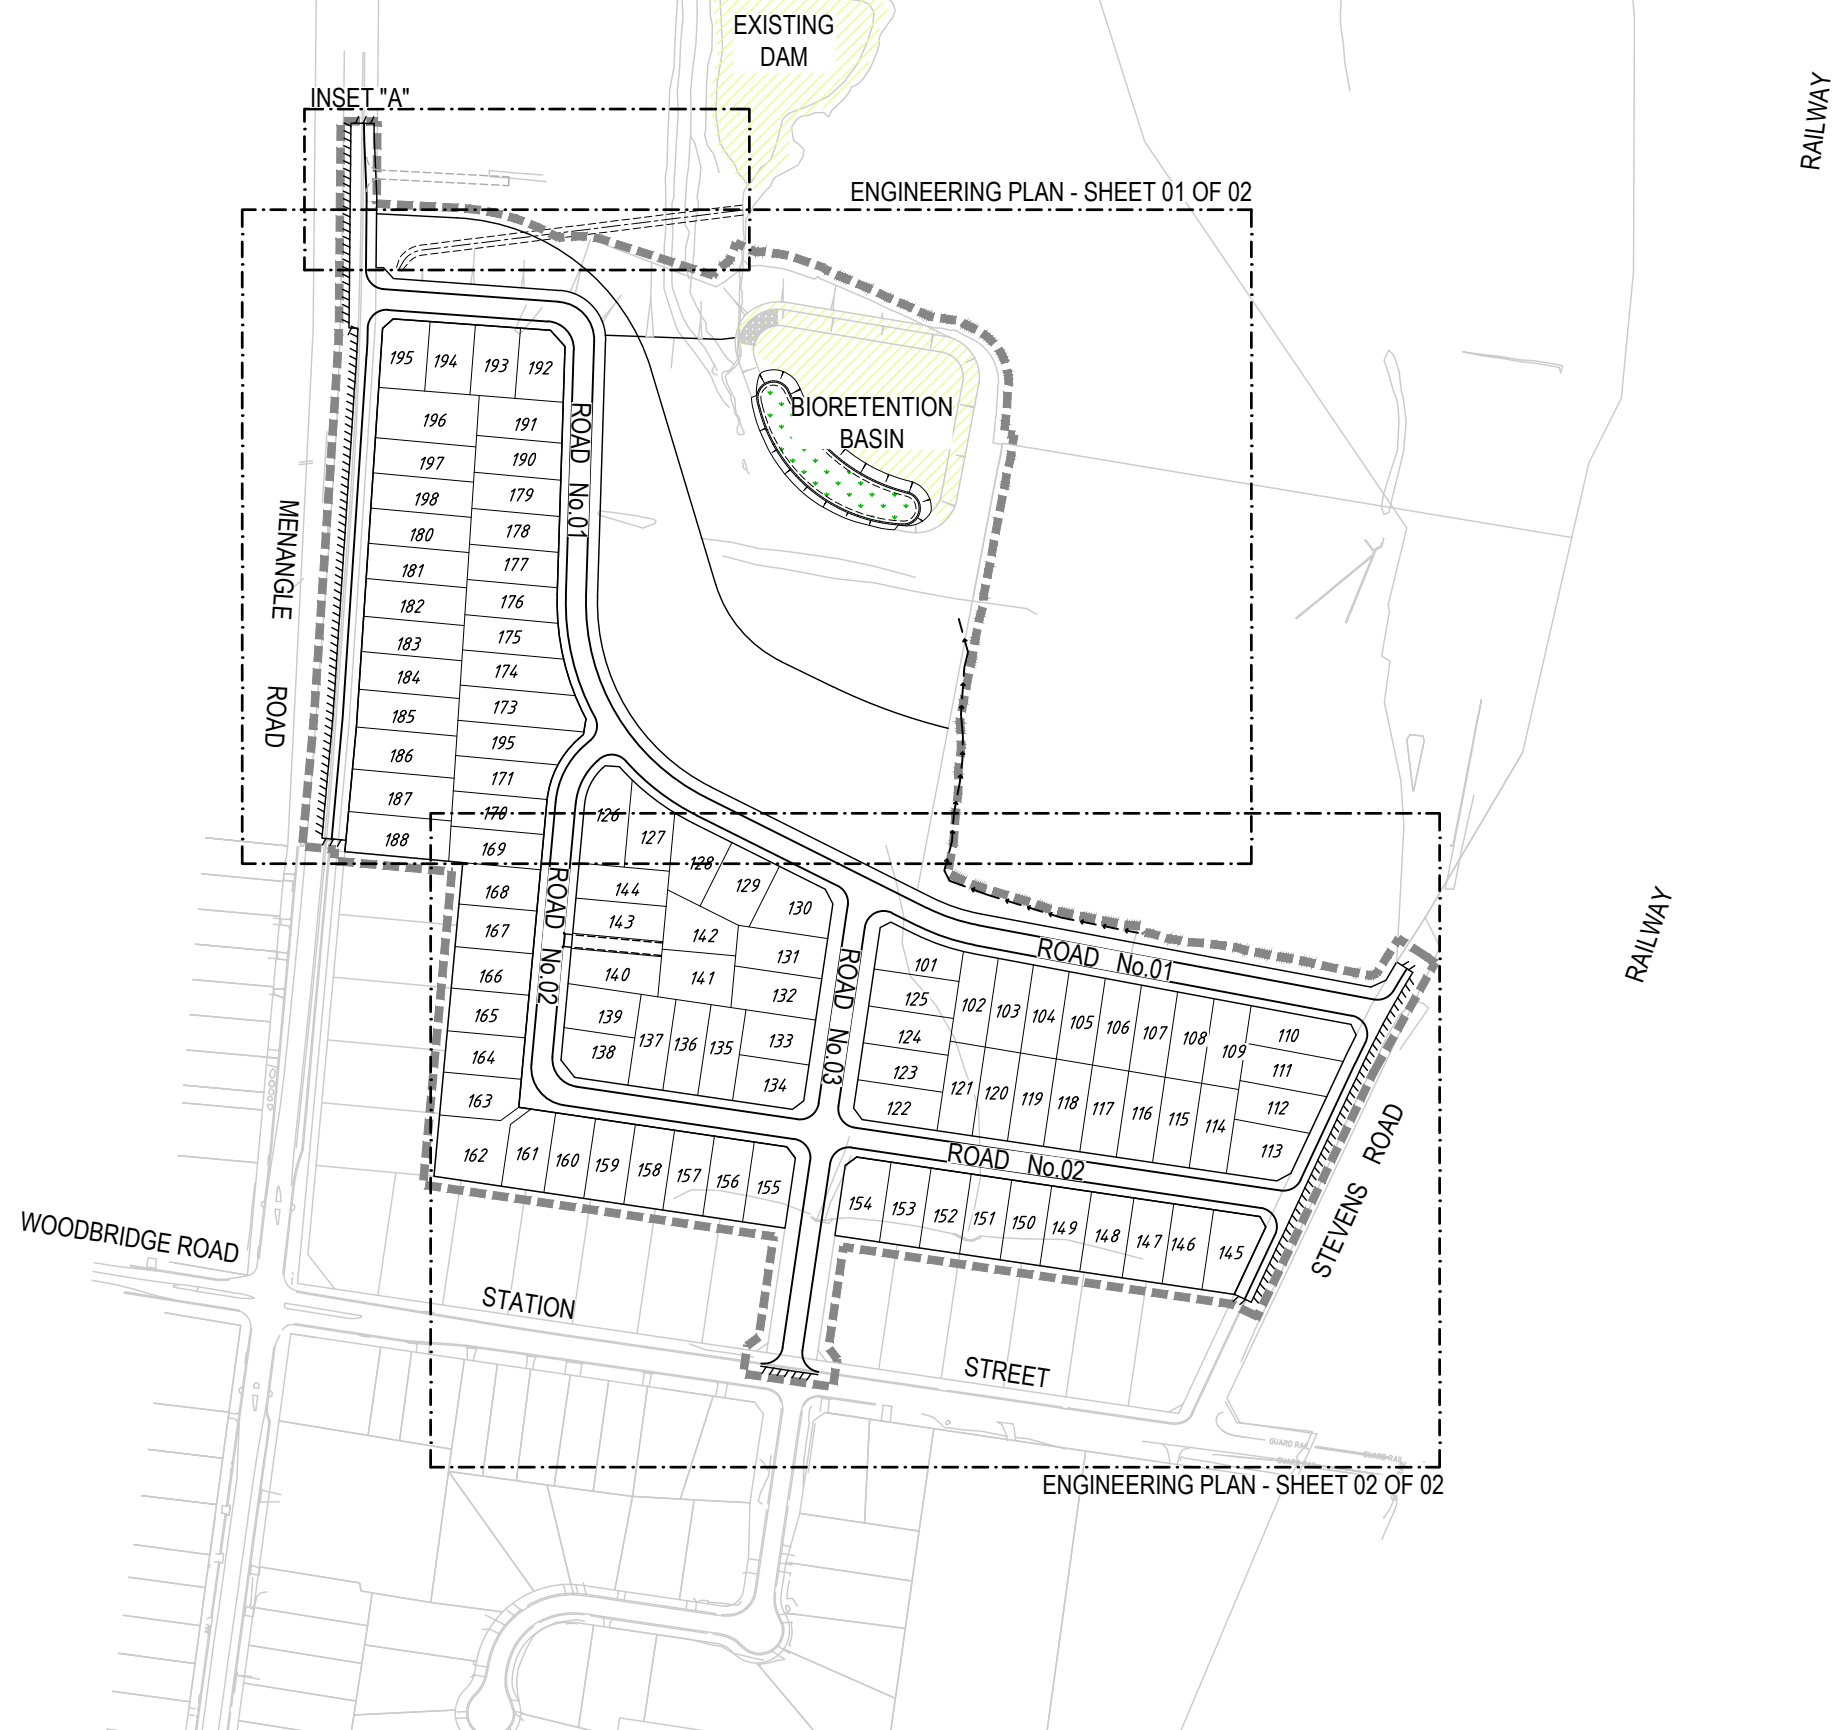 EXISTING
DAM
RAILWAY
INSET "A"
ENGINEERING PLAN - SHEET 01 OF 02
195 194 193 192
BIORETENTION
BASIN
196 191
197 190
198 179
180 178
181 177
182 176
183 175
184 174
185 173
186 195
187 171
188 170
169
ROAD No.01
MENANGLE ROAD
126 127 128 129 130
168 144
167 143 142 131
166 140 141 132
165 139 137 136 135 133
164 138 134
163
ROAD No.02
ROAD No.03
ROAD No.01
RAILWAY
101 102 103 104 105 106 107 108 109 110
125 111
124 112
123 113
122 121 120 119 118 117 116 115 114
162 161 160 159 158 157 156 155
ROAD No.02
154 153 152 151 150 149 148 147 146 145
STEVENS ROAD
WOODBRIDGE ROAD
STATION
STREET
GUARD RAIL
GUARD RAIL
GUARD RAIL
ENGINEERING PLAN - SHEET 02 OF 02